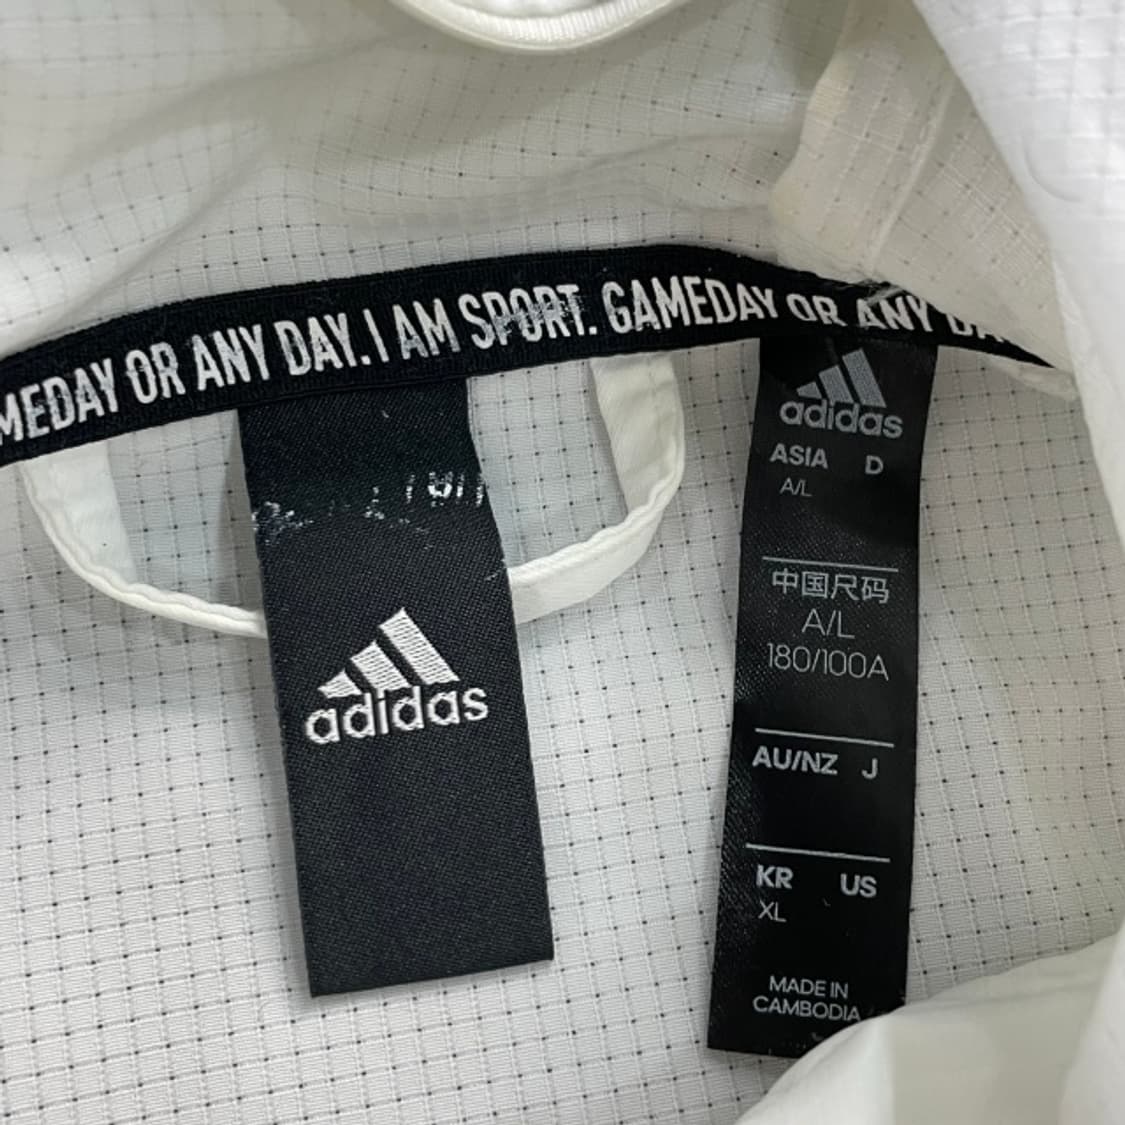 MEDAY OR ANY DAY. I AM SPORT. GAMEDAY OR ANY DA
adidas
adidas
ASIA D
A/L
中国尺码
A/L
180/100A
AU/NZ J
KR US
XL
MADE IN
CAMBODIA